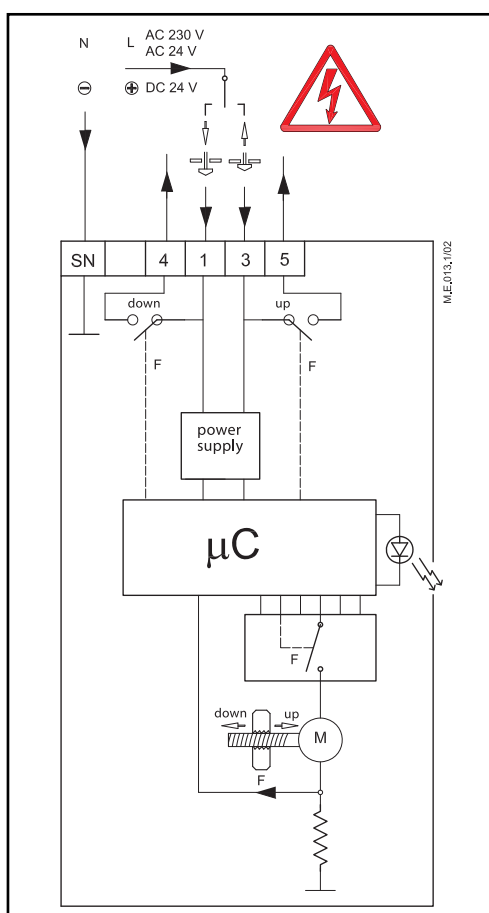 N L AC 230 V
AC 24 V
⊖ ⊕ DC 24 V
SN 4 1 3 5
M.E.013.1/02
down up
F F
power
supply
µC
F
down up
M
F